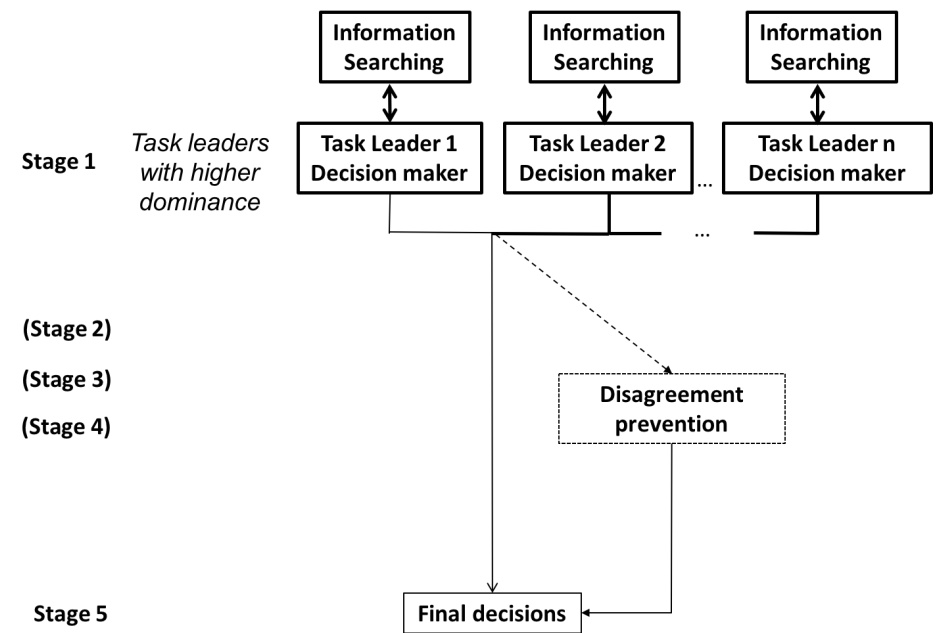 Information
Searching
Information
Searching
Information
Searching
Stage 1
Task leaders
with higher
dominance
Task Leader 1
Decision maker
Task Leader 2
Decision maker
...
Task Leader n
Decision maker
...
(Stage 2)
(Stage 3)
(Stage 4)
Disagreement
prevention
Stage 5
Final decisions